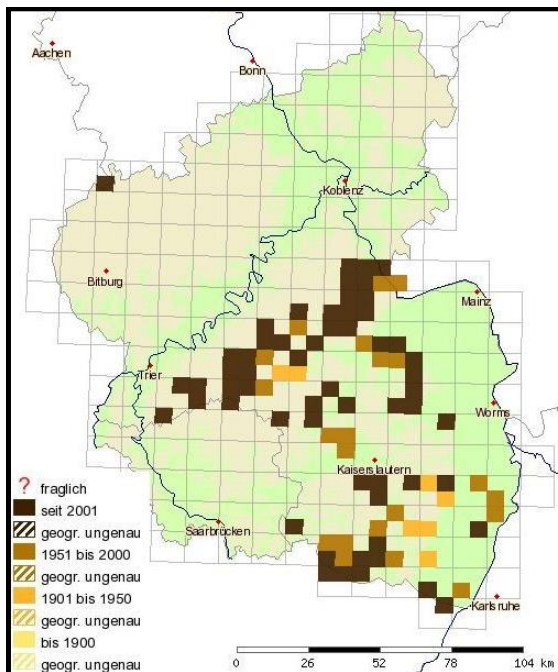 Aachen
Bonn
Koblenz
Bitburg
Mainz
Trier
Worms
Kaiserslautern
Saarbrücken
Karlsruhe
? fraglich
seit 2001
geogr. ungenau
1951 bis 2000
geogr. ungenau
1901 bis 1950
geogr. ungenau
bis 1900
geogr. ungenau
0 26 52 78 104 km